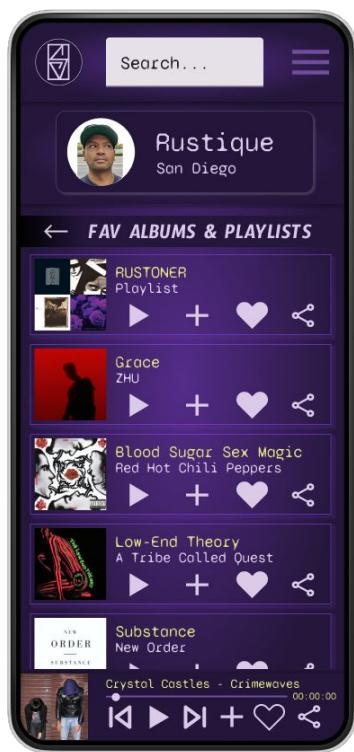 Search...
Rustique
San Diego
FAV ALBUMS & PLAYLISTS
RUSTONER
Playlist
Grace
ZHU
Blood Sugar Sex Magic
Red Hot Chili Peppers
Low-End Theory
A Tribe Called Quest
NEW
ORDER
SUBSTANCE
Substance
New Order
Crystal Castles - Crimewaves
00:00:00